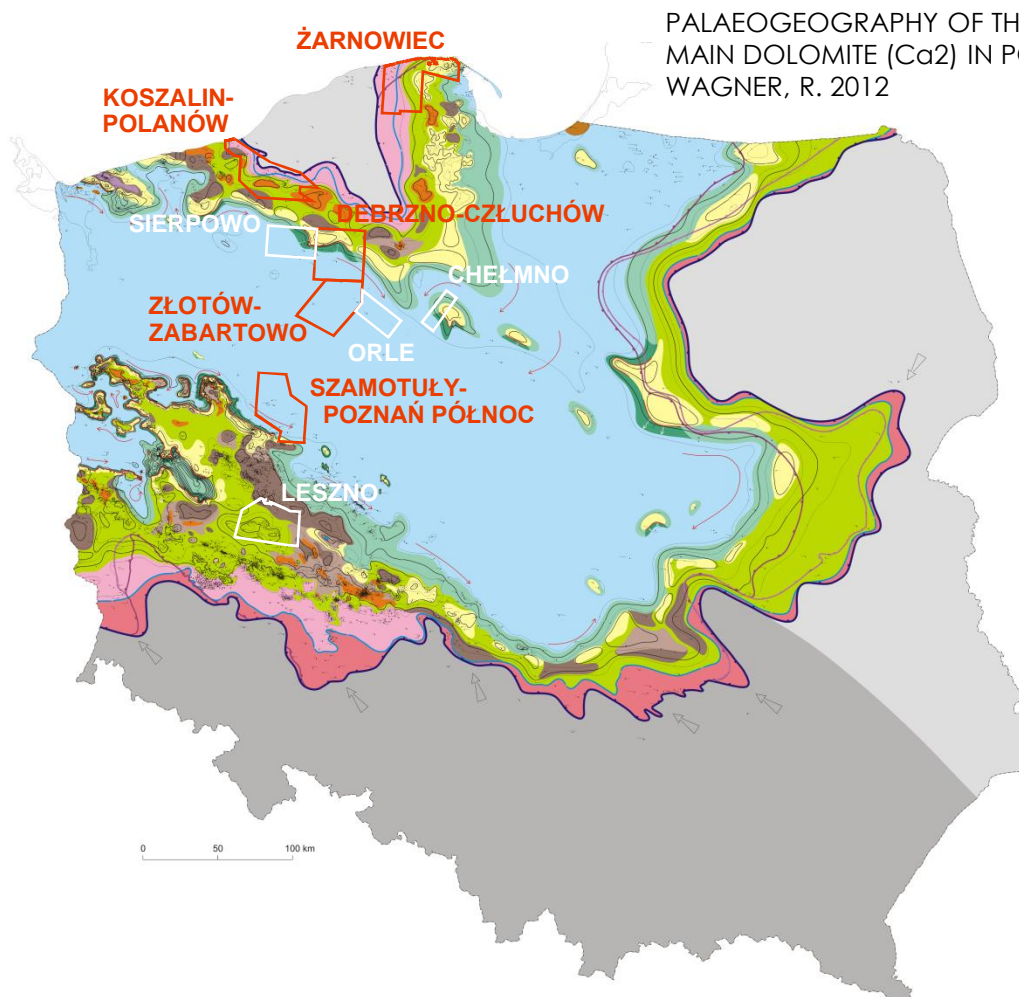 PALAEOGEOGRAPHY OF TH
MAIN DOLOMITE (Ca2) IN P
WAGNER, R. 2012
ŻARNOWIEC
KOSZALIN-
POLANÓW
DEBRZNO-CZŁUCHÓW
SIERPOWO
CHEŁMNO
ZŁOTÓW-
ZABARTOWO
ORLE
SZAMOTUŁY-
POZNAŃ PÓŁNOC
LESZNO
0 50 100 km